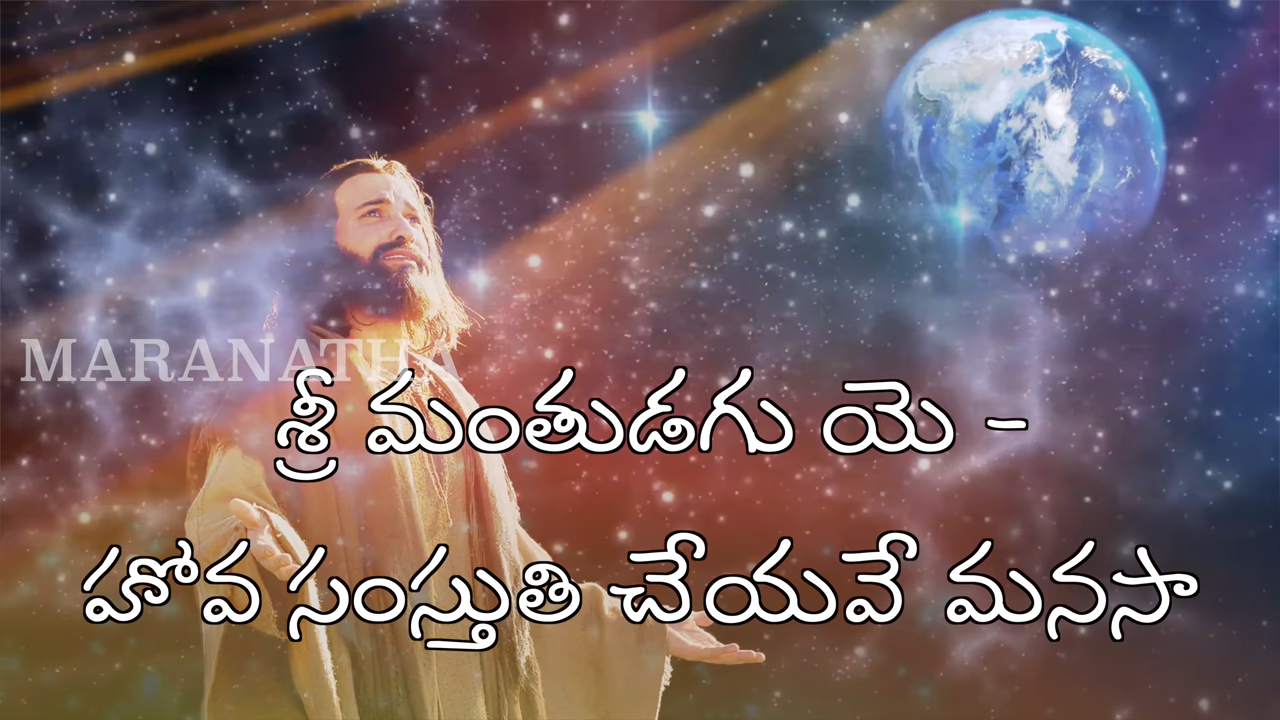 MARANATHA
శ్రీ మంతుడగు యె -
హోవ సంస్తుతి చేయవే మనసా